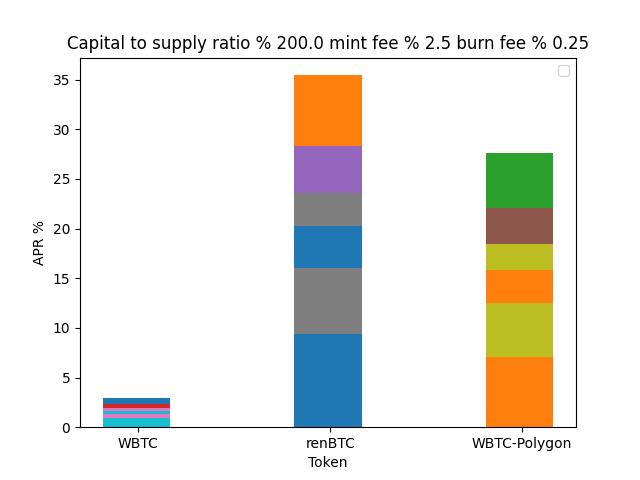 Capital to supply ratio % 200.0 mint fee % 2.5 burn fee % 0.25
35
30
25
20
15
10
5
0
APR %
WBTC renBTC WBTC-Polygon
Token